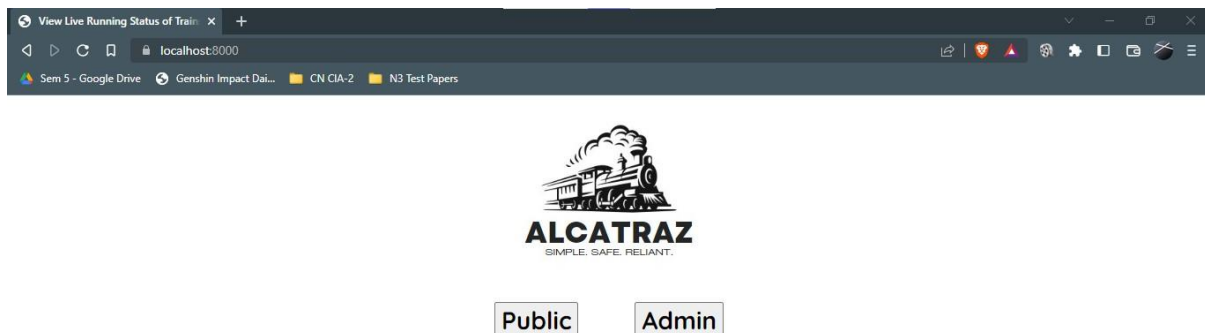 View Live Running Status of Train
localhost:8000
Sem 5 - Google Drive Genshin Impact Dai... CN CIA-2 N3 Test Papers
ALCATRAZ
SIMPLE. SAFE. RELIANT.
Public Admin